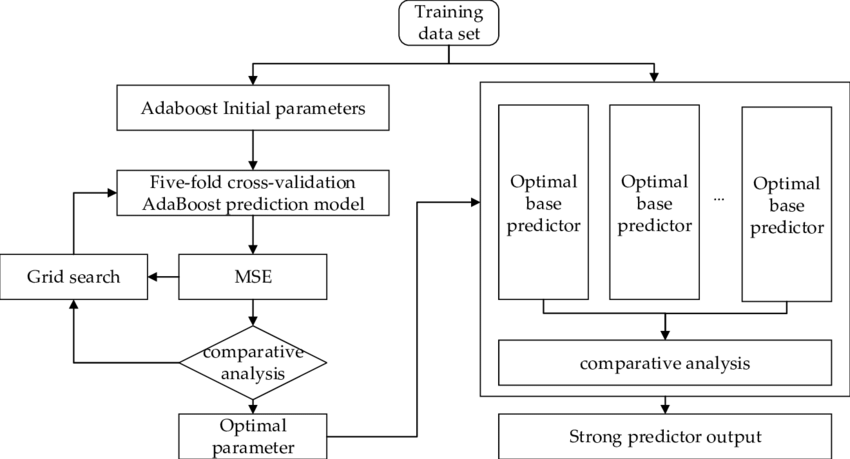 Training
data set
Adaboost Initial parameters
Five-fold cross-validation
AdaBoost prediction model
Grid search
MSE
comparative
analysis
Optimal
parameter
Optimal
base
predictor
Optimal
base
predictor
...
Optimal
base
predictor
comparative analysis
Strong predictor output